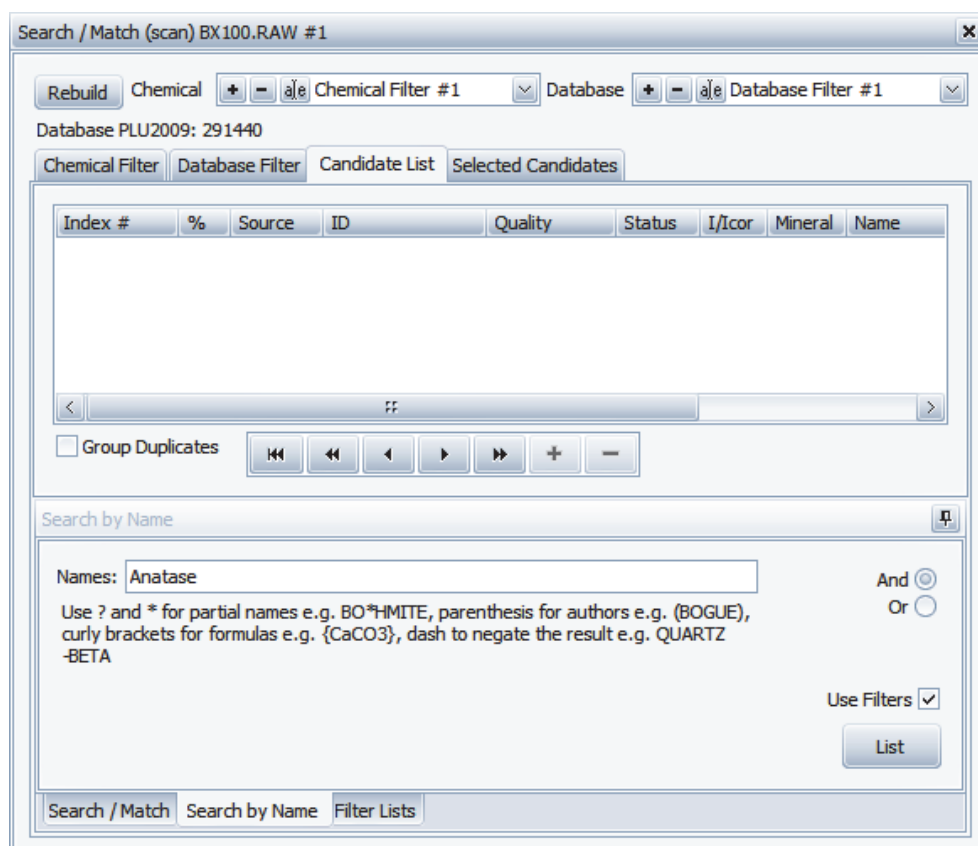 Search / Match (scan) BX100.RAW #1
Rebuild Chemical + - a|e Chemical Filter #1 Database + - a|e Database Filter #1
Database PLU2009: 291440
Chemical Filter Database Filter Candidate List Selected Candidates
Index # % Source ID Quality Status I/Icor Mineral Name
Group Duplicates + -
Search by Name
Names: Anatase And
Use ? and * for partial names e.g. BO*HMITE, parenthesis for authors e.g. (BOGUE), Or
curly brackets for formulas e.g. {CaCO3}, dash to negate the result e.g. QUARTZ
-BETA
Use Filters
List
Search / Match Search by Name Filter Lists